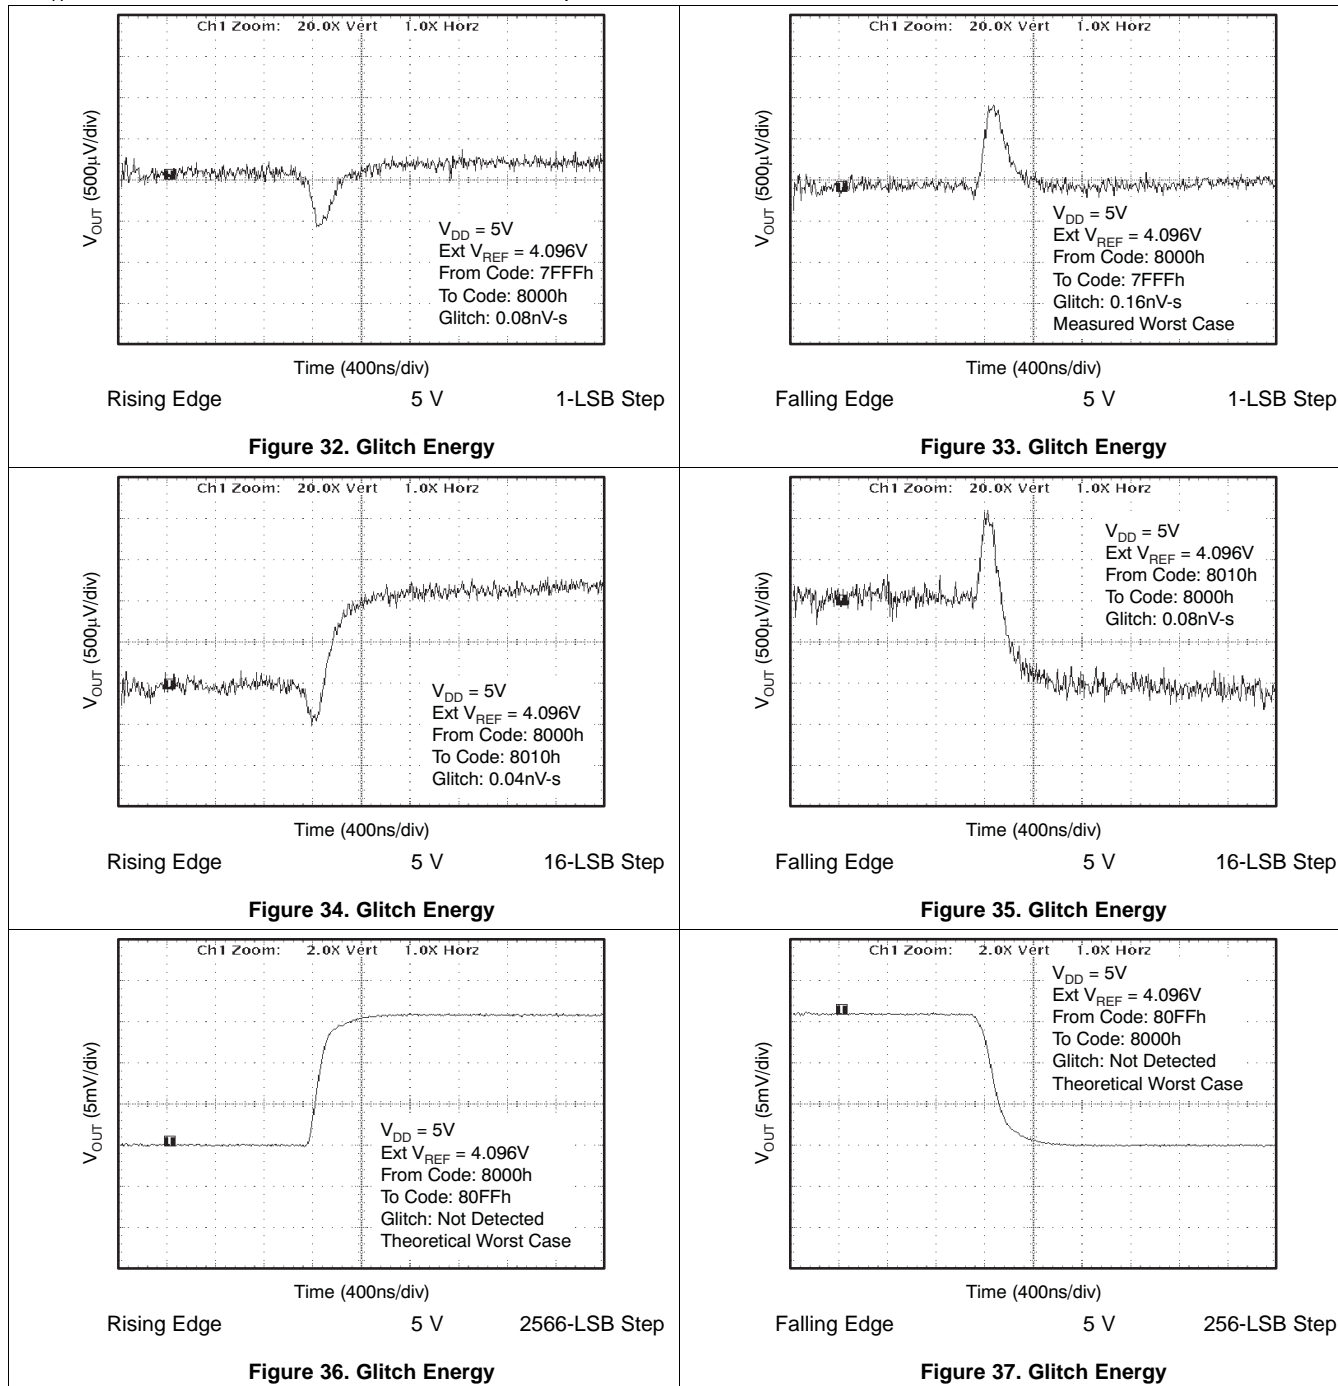 Ch1 Zoom: 20.0X Vert 1.0X Horz
VOUT (500μV/div)
VDD = 5V
Ext VREF = 4.096V
From Code: 7FFFh
To Code: 8000h
Glitch: 0.08nV-s
Time (400ns/div)
Rising Edge 5 V 1-LSB Step
Figure 32. Glitch Energy
Ch1 Zoom: 20.0X Vert 1.0X Horz
VOUT (500μV/div)
VDD = 5V
Ext VREF = 4.096V
From Code: 8000h
To Code: 7FFFh
Glitch: 0.16nV-s
Measured Worst Case
Time (400ns/div)
Falling Edge 5 V 1-LSB Step
Figure 33. Glitch Energy
Ch1 Zoom: 20.0X Vert 1.0X Horz
VOUT (500μV/div)
VDD = 5V
Ext VREF = 4.096V
From Code: 8000h
To Code: 8010h
Glitch: 0.04nV-s
Time (400ns/div)
Rising Edge 5 V 16-LSB Step
Figure 34. Glitch Energy
Ch1 Zoom: 20.0X Vert 1.0X Horz
VOUT (500μV/div)
VDD = 5V
Ext VREF = 4.096V
From Code: 8010h
To Code: 8000h
Glitch: 0.08nV-s
Time (400ns/div)
Falling Edge 5 V 16-LSB Step
Figure 35. Glitch Energy
Ch1 Zoom: 2.0X Vert 1.0X Horz
VOUT (5mV/div)
VDD = 5V
Ext VREF = 4.096V
From Code: 8000h
To Code: 80FFh
Glitch: Not Detected
Theoretical Worst Case
Time (400ns/div)
Rising Edge 5 V 2566-LSB Step
Figure 36. Glitch Energy
Ch1 Zoom: 2.0X Vert 1.0X Horz
VOUT (5mV/div)
VDD = 5V
Ext VREF = 4.096V
From Code: 80FFh
To Code: 8000h
Glitch: Not Detected
Theoretical Worst Case
Time (400ns/div)
Falling Edge 5 V 256-LSB Step
Figure 37. Glitch Energy